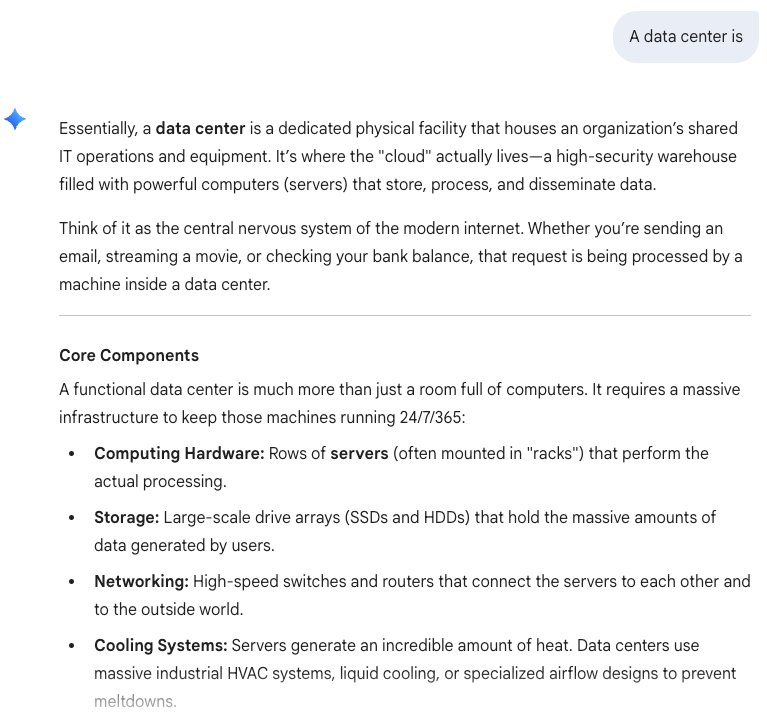 A data center is
Essentially, a data center is a dedicated physical facility that houses an organization’s shared
IT operations and equipment. It’s where the "cloud" actually lives—a high-security warehouse
filled with powerful computers (servers) that store, process, and disseminate data.
Think of it as the central nervous system of the modern internet. Whether you’re sending an
email, streaming a movie, or checking your bank balance, that request is being processed by a
machine inside a data center.
Core Components
A functional data center is much more than just a room full of computers. It requires a massive
infrastructure to keep those machines running 24/7/365:
• Computing Hardware: Rows of servers (often mounted in "racks") that perform the
actual processing.
• Storage: Large-scale drive arrays (SSDs and HDDs) that hold the massive amounts of
data generated by users.
• Networking: High-speed switches and routers that connect the servers to each other and
to the outside world.
• Cooling Systems: Servers generate an incredible amount of heat. Data centers use
massive industrial HVAC systems, liquid cooling, or specialized airflow designs to prevent
meltdowns.